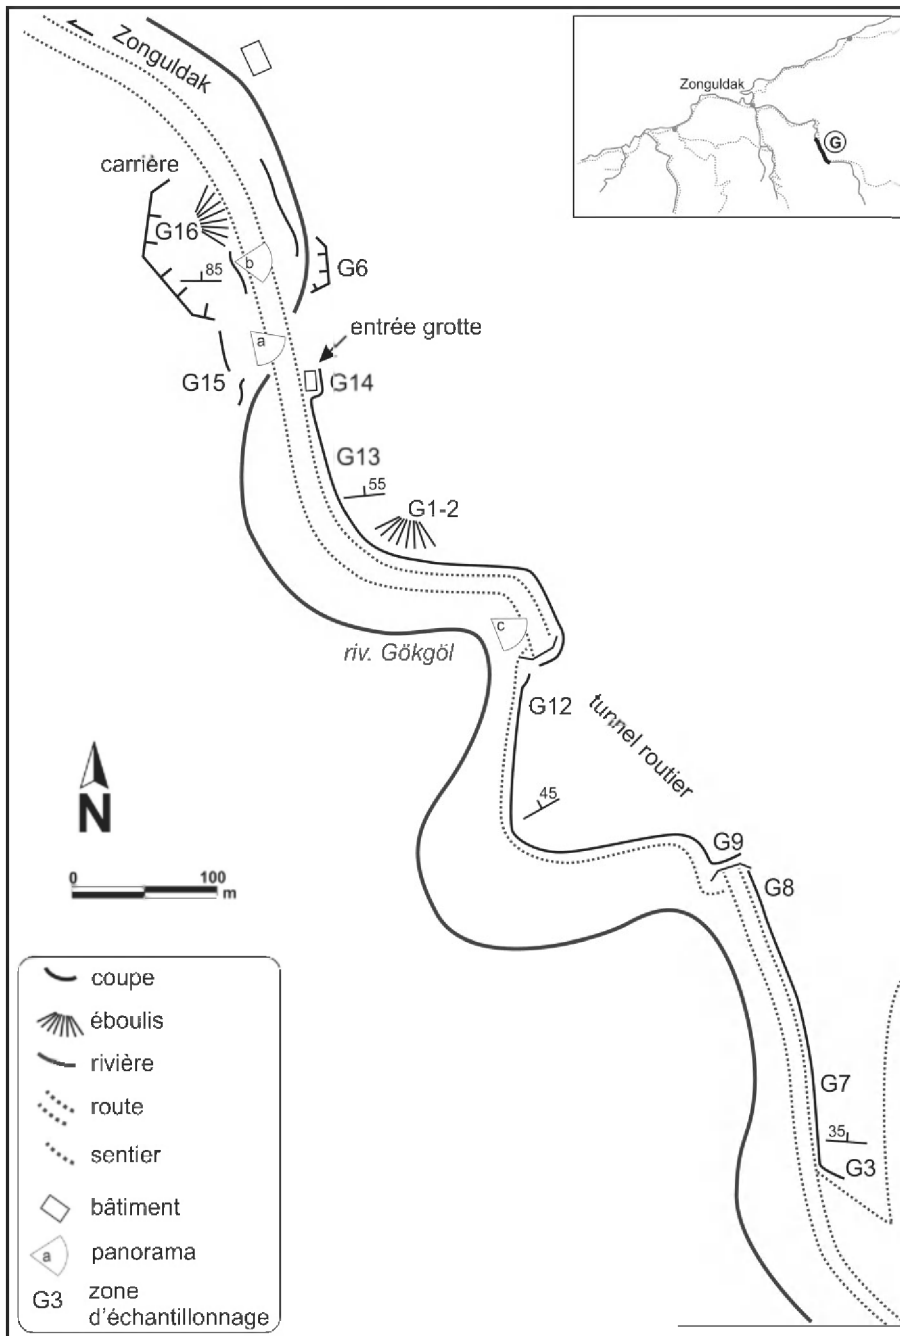 Zonguldak
Zonguldak
G
carrière
G16
b
G6
85
entrée grotte
a
G15
G14
G13
55
G1-2
c
riv. Gökgöl
G12
tunnel routier
45
N
0 100
m
G9
G8
G7
35
G3
coupe
éboulis
rivière
route
sentier
bâtiment
a
panorama
G3
zone
d'échantillonnage